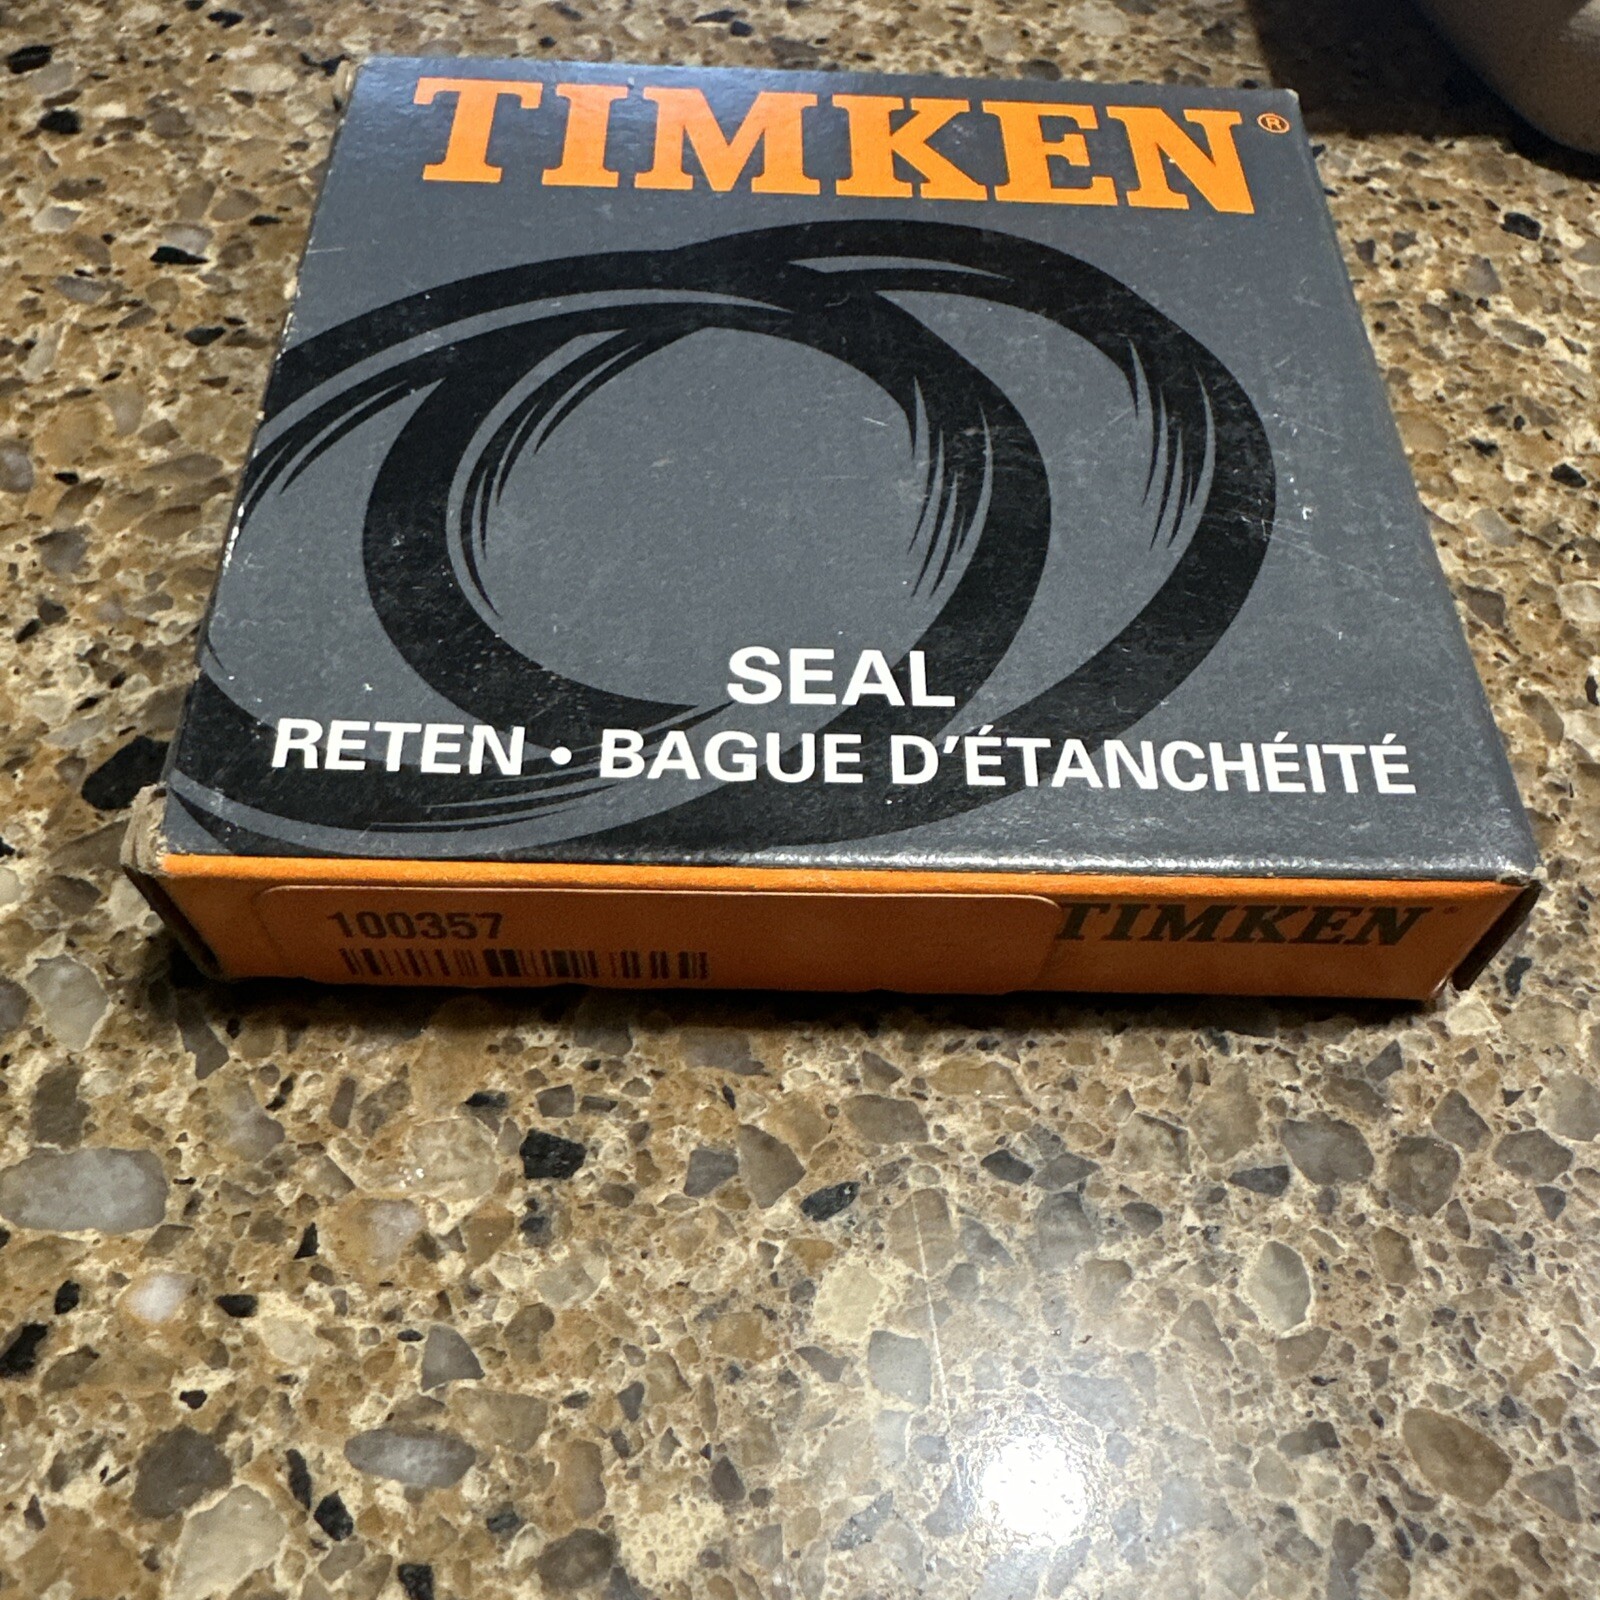 TIMKEN®
SEAL
RETEN • BAGUE D'ÉTANCHÉITÉ
100357
TIMKEN